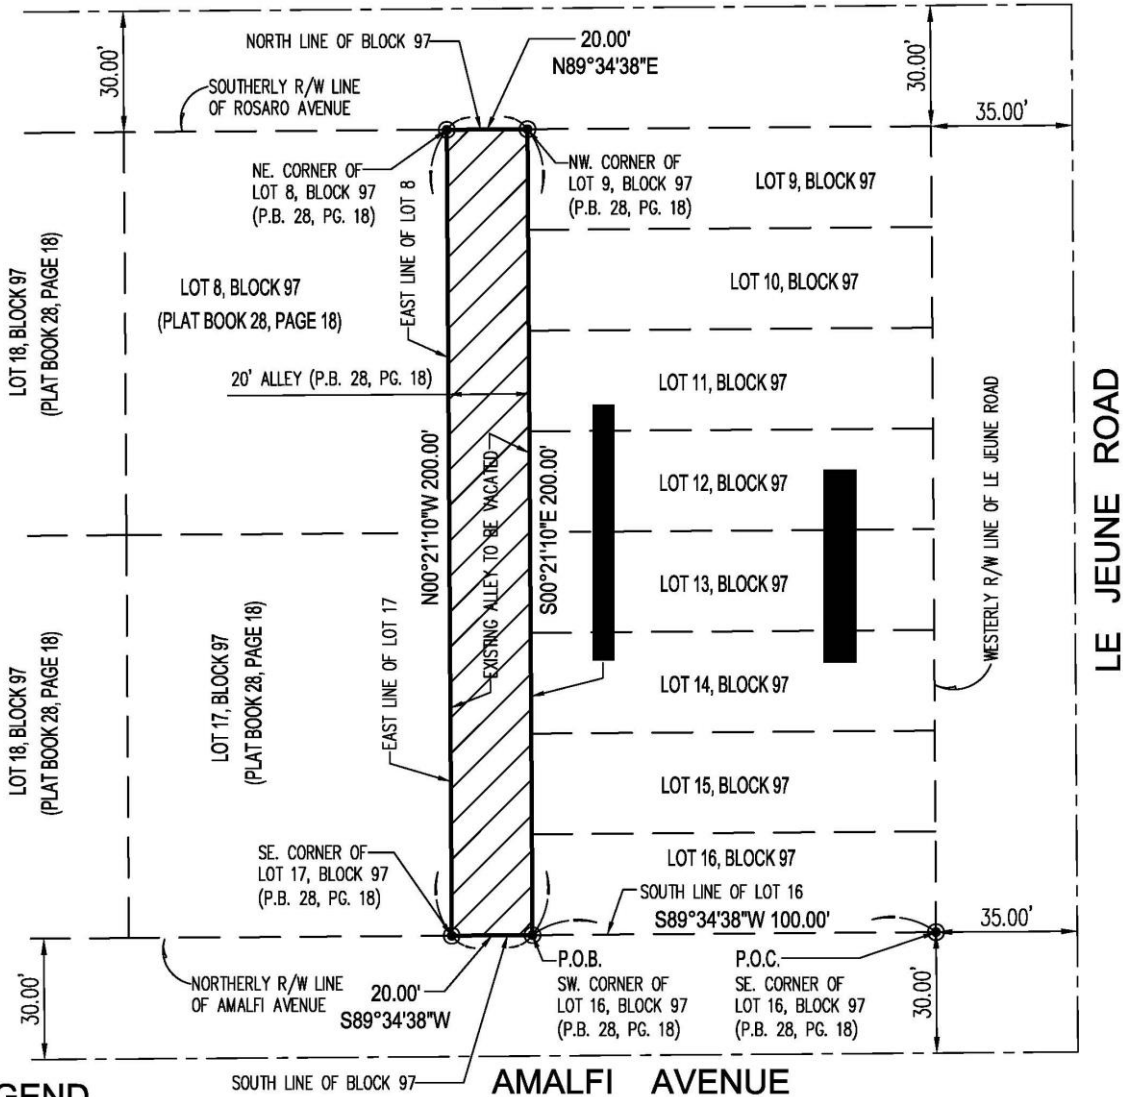 NORTH LINE OF BLOCK 97
20.00'
N89°34'38"E
30.00'
30.00'
SOUTHERLY R/W LINE
OF ROSARO AVENUE
35.00'
NE. CORNER OF
LOT 8, BLOCK 97
(P.B. 28, PG. 18)
NW. CORNER OF
LOT 9, BLOCK 97
(P.B. 28, PG. 18)
LOT 9, BLOCK 97
EAST LINE OF LOT 8
LOT 18, BLOCK 97
(PLAT BOOK 28, PAGE 18)
LOT 8, BLOCK 97
(PLAT BOOK 28, PAGE 18)
LOT 10, BLOCK 97
20' ALLEY (P.B. 28, PG. 18)
LOT 11, BLOCK 97
N00°21'10"W 200.00'
EXISTING ALLEY TO BE VACATED
S00°21'10"E 200.00'
LOT 12, BLOCK 97
LOT 13, BLOCK 97
WESTERLY R/W LINE OF LE JEUNE ROAD
LE JEUNE ROAD
LOT 18, BLOCK 97
(PLAT BOOK 28, PAGE 18)
LOT 17, BLOCK 97
(PLAT BOOK 28, PAGE 18)
EAST LINE OF LOT 17
LOT 14, BLOCK 97
LOT 15, BLOCK 97
LOT 16, BLOCK 97
SE. CORNER OF
LOT 17, BLOCK 97
(P.B. 28, PG. 18)
SOUTH LINE OF LOT 16
S89°34'38"W 100.00'
35.00'
30.00'
NORTHERLY R/W LINE
OF AMALFI AVENUE
20.00'
S89°34'38"W
P.O.B.
SW. CORNER OF
LOT 16, BLOCK 97
(P.B. 28, PG. 18)
P.O.C.
SE. CORNER OF
LOT 16, BLOCK 97
(P.B. 28, PG. 18)
30.00'
SOUTH LINE OF BLOCK 97
AMALFI AVENUE